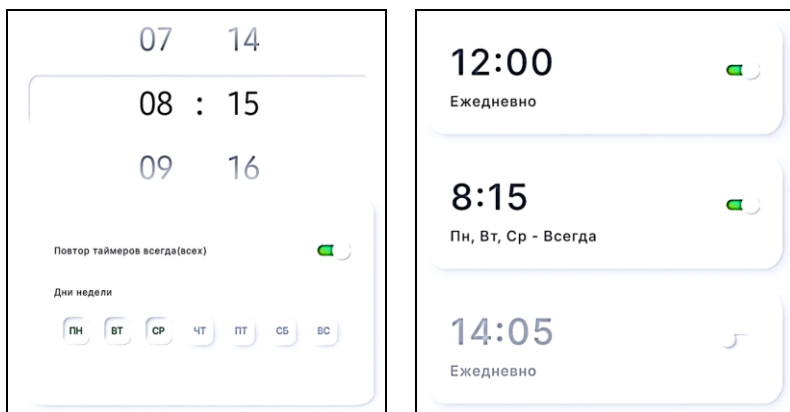 07 14
08 : 15
09 16
Повтор таймеров всегда(всех)
Дни недели
ПН ВТ СР ЧТ ПТ СБ ВС
12:00
Ежедневно
8:15
Пн, Вт, Ср - Всегда
14:05
Ежедневно